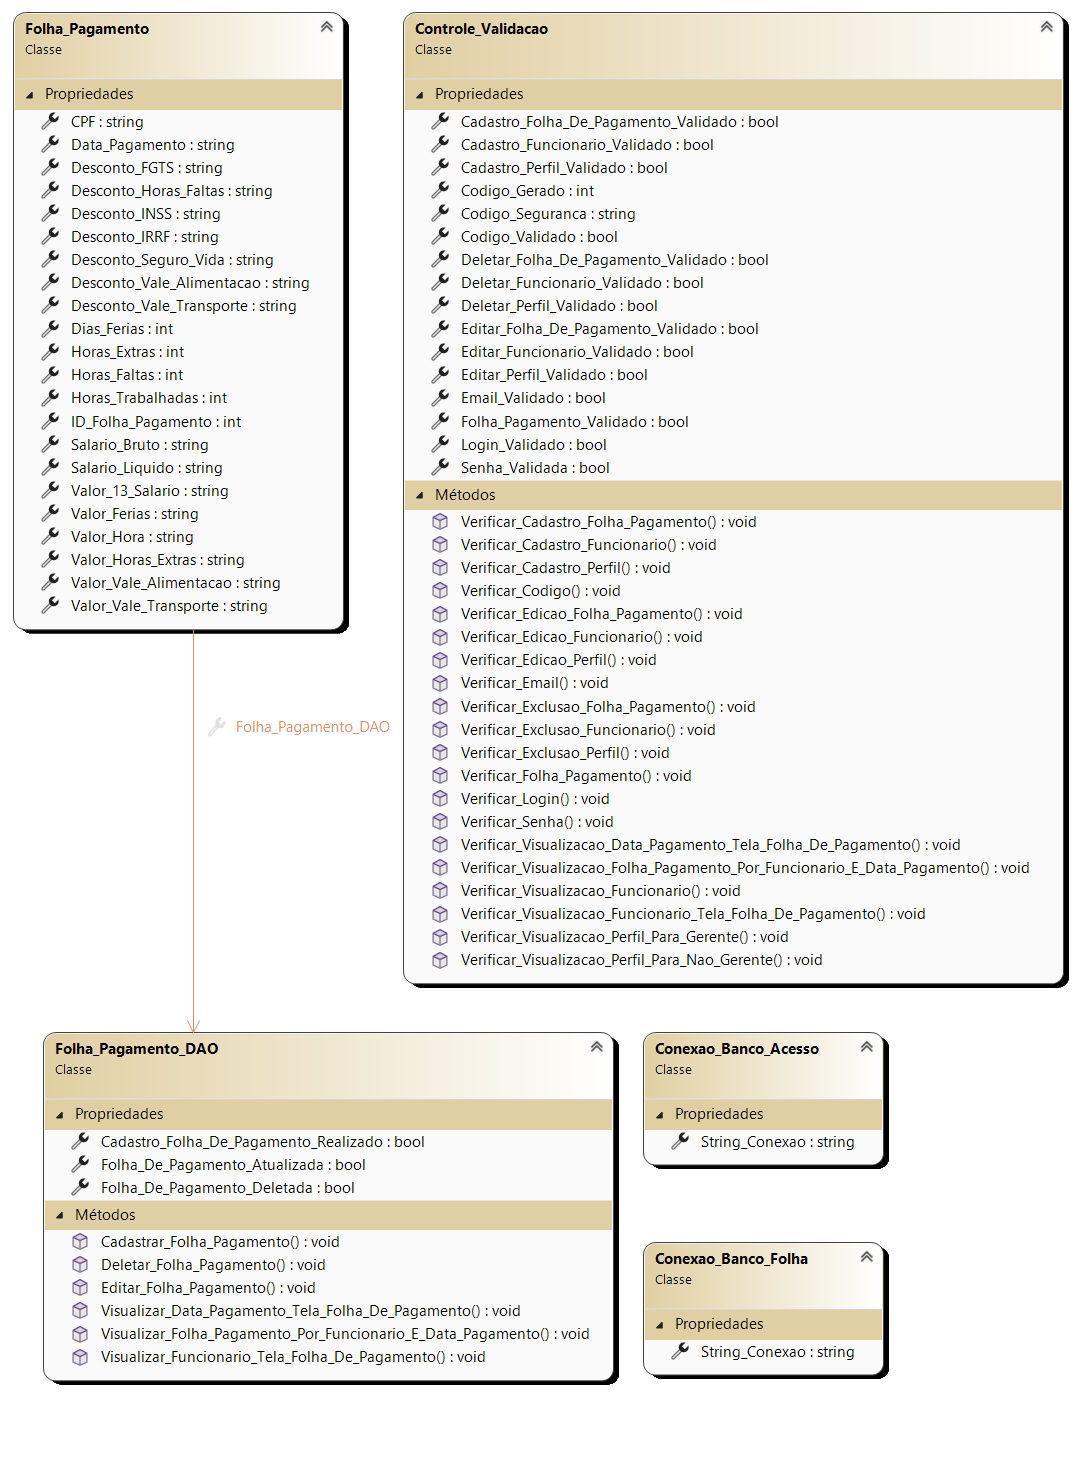 Folha_Pagamento
Classe
Propriedades
CPF : string
Data_Pagamento : string
Desconto_FGTS : string
Desconto_Horas_Faltas : string
Desconto_INSS : string
Desconto_IRRF : string
Desconto_Seguro_Vida : string
Desconto_Vale_Alimentacao : string
Desconto_Vale_Transporte : string
Dias_Ferias : int
Horas_Extras : int
Horas_Faltas : int
Horas_Trabalhadas : int
ID_Folha_Pagamento : int
Salario_Bruto : string
Salario_Liquido : string
Valor_13_Salario : string
Valor_Ferias : string
Valor_Hora : string
Valor_Horas_Extras : string
Valor_Vale_Alimentacao : string
Valor_Vale_Transporte : string
Controle_Validacao
Classe
Propriedades
Cadastro_Folha_De_Pagamento_Validado : bool
Cadastro_Funcionario_Validado : bool
Cadastro_Perfil_Validado : bool
Codigo_Gerado : int
Codigo_Seguranca : string
Codigo_Validado : bool
Deletar_Folha_De_Pagamento_Validado : bool
Deletar_Funcionario_Validado : bool
Deletar_Perfil_Validado : bool
Editar_Folha_De_Pagamento_Validado : bool
Editar_Funcionario_Validado : bool
Editar_Perfil_Validado : bool
Email_Validado : bool
Folha_Pagamento_Validado : bool
Login_Validado : bool
Senha_Validada : bool
Métodos
Verificar_Cadastro_Folha_Pagamento() : void
Verificar_Cadastro_Funcionario() : void
Verificar_Cadastro_Perfil() : void
Verificar_Codigo() : void
Verificar_Edicao_Folha_Pagamento() : void
Verificar_Edicao_Funcionario() : void
Verificar_Edicao_Perfil() : void
Verificar_Email() : void
Verificar_Exclusao_Folha_Pagamento() : void
Verificar_Exclusao_Funcionario() : void
Verificar_Exclusao_Perfil() : void
Verificar_Folha_Pagamento() : void
Verificar_Login() : void
Verificar_Senha() : void
Verificar_Visualizacao_Data_Pagamento_Tela_Folha_De_Pagamento() : void
Verificar_Visualizacao_Folha_Pagamento_Por_Funcionario_E_Data_Pagamento() : void
Verificar_Visualizacao_Funcionario() : void
Verificar_Visualizacao_Funcionario_Tela_Folha_De_Pagamento() : void
Verificar_Visualizacao_Perfil_Para_Gerente() : void
Verificar_Visualizacao_Perfil_Para_Nao_Gerente() : void
Folha_Pagamento_DAO
Folha_Pagamento_DAO
Classe
Propriedades
Cadastro_Folha_De_Pagamento_Realizado : bool
Folha_De_Pagamento_Atualizada : bool
Folha_De_Pagamento_Deletada : bool
Métodos
Cadastrar_Folha_Pagamento() : void
Deletar_Folha_Pagamento() : void
Editar_Folha_Pagamento() : void
Visualizar_Data_Pagamento_Tela_Folha_De_Pagamento() : void
Visualizar_Folha_Pagamento_Por_Funcionario_E_Data_Pagamento() : void
Visualizar_Funcionario_Tela_Folha_De_Pagamento() : void
Conexao_Banco_Acesso
Classe
Propriedades
String_Conexao : string
Conexao_Banco_Folha
Classe
Propriedades
String_Conexao : string